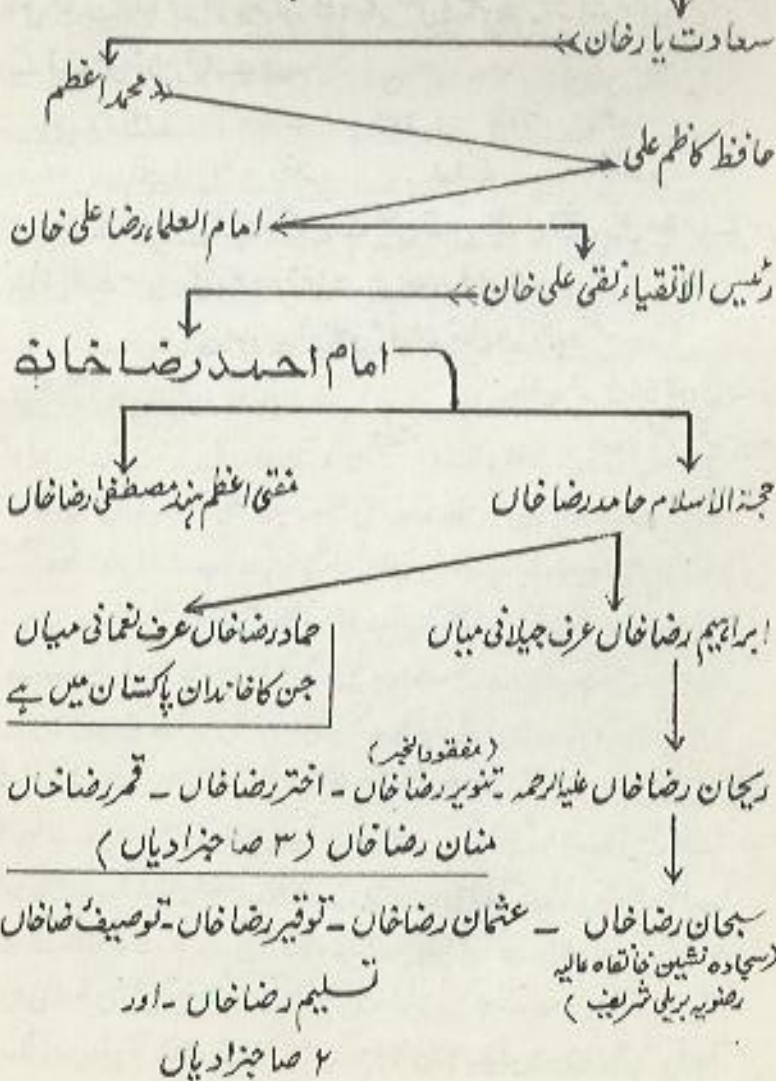 سعادت یار خان
محمد اعظم
حافظ کاظم علی
امام العلماء رضا علی خان
رئیس الاتقیاء نقی علی خان
امام احمد رضا خان
حجۃ الاسلام حامد رضا خاں مفتی اعظم ہند مصطفیٰ رضا خاں
ابراہیم رضا خاں عرف جیلانی میاں حماد رضا خاں عرف نعمانی میاں
جن کا خاندان پاکستان میں ہے
(مفقود الخبر)
ریحان رضا خاں علیہ الرحمہ - تنویر رضا خاں - اختر رضا خاں - قمر رضا خاں
منان رضا خاں (۳ صاحبزادیاں)
سبحان رضا خاں - عثمان رضا خاں - توقیر رضا خاں - توصیف رضا خاں
(سجادہ نشین خانقاہ عالیہ
رضویہ بریلی شریف)
تسلیم رضا خاں - اور
۲ صاحبزادیاں